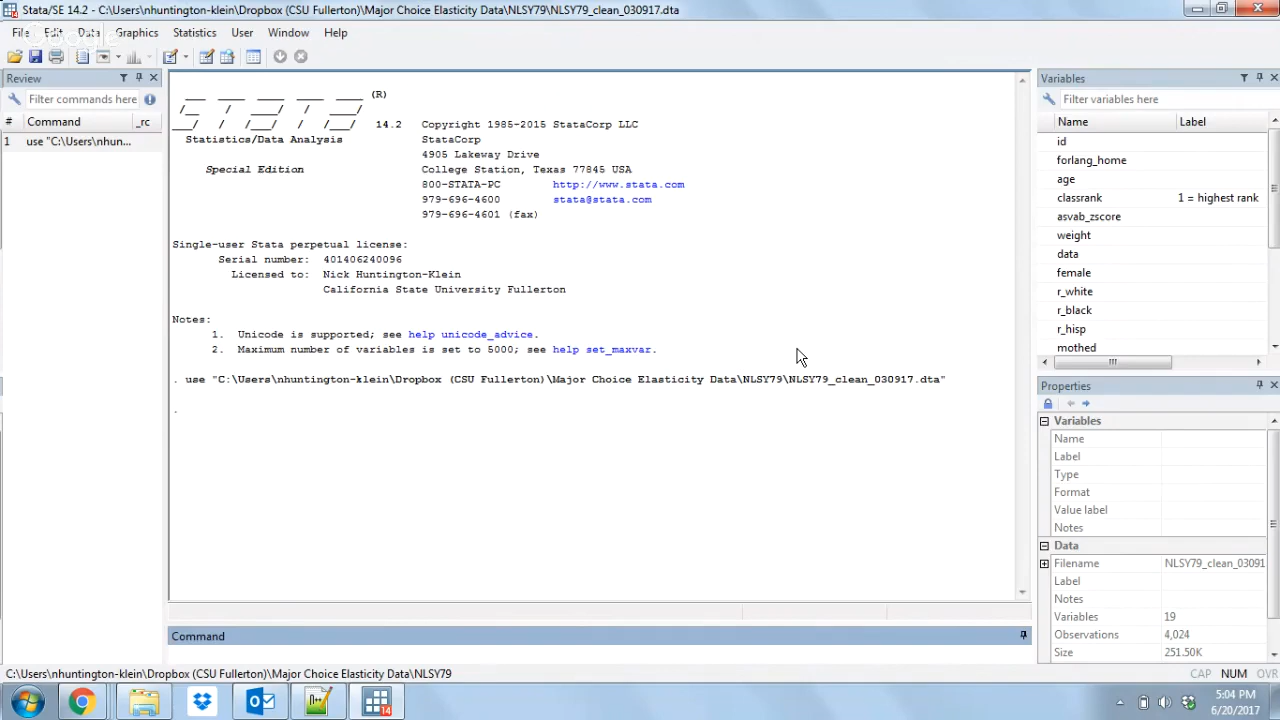 Stata/SE 14.2 - C:\Users\nhuntington-klein\Dropbox (CSU Fullerton)\Major Choice Elasticity Data\NLSY79\NLSY79_clean_030917.dta
File Edit Data Graphics Statistics User Window Help
Google
Review
Filter commands here
# Command _rc
1 use "C:\Users\nhun...
(R)
14.2 Copyright 1985-2015 StataCorp LLC
Statistics/Data Analysis StataCorp
4905 Lakeway Drive
Special Edition College Station, Texas 77845 USA
800-STATA-PC http://www.stata.com
979-696-4600 stata@stata.com
979-696-4601 (fax)
Single-user Stata perpetual license:
Serial number: 401406240096
Licensed to: Nick Huntington-Klein
California State University Fullerton
Notes:
1. Unicode is supported; see help unicode_advice.
2. Maximum number of variables is set to 5000; see help set_maxvar.
. use "C:\Users\nhuntington-klein\Dropbox (CSU Fullerton)\Major Choice Elasticity Data\NLSY79\NLSY79_clean_030917.dta"
.
Command
Variables
Filter variables here
Name Label
id
forlang_home
age
classrank 1 = highest rank
asvab_zscore
weight
data
female
r_white
r_black
r_hisp
mothed
Properties
Variables
Name
Label
Type
Format
Value label
Notes
Data
Filename NLSY79_clean_03091
Label
Notes
Variables 19
Observations 4,024
Size 251.50K
C:\Users\nhuntington-klein\Dropbox (CSU Fullerton)\Major Choice Elasticity Data\NLSY79
CAP NUM OVR
14
5:04 PM
6/20/2017